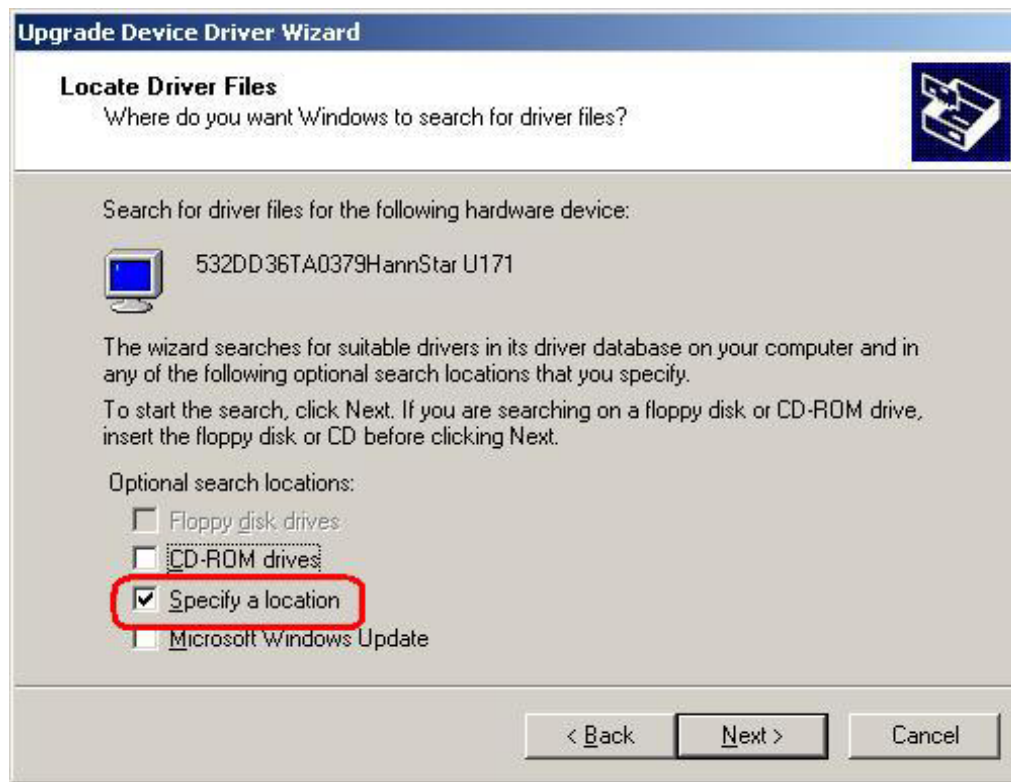 Upgrade Device Driver Wizard
Locate Driver Files
Where do you want Windows to search for driver files?
Search for driver files for the following hardware device:
532DD36TA0379HannStar U171
The wizard searches for suitable drivers in its driver database on your computer and in
any of the following optional search locations that you specify.
To start the search, click Next. If you are searching on a floppy disk or CD-ROM drive,
insert the floppy disk or CD before clicking Next.
Optional search locations:
Floppy disk drives
CD-ROM drives
Specify a location
Microsoft Windows Update
< Back
Next >
Cancel